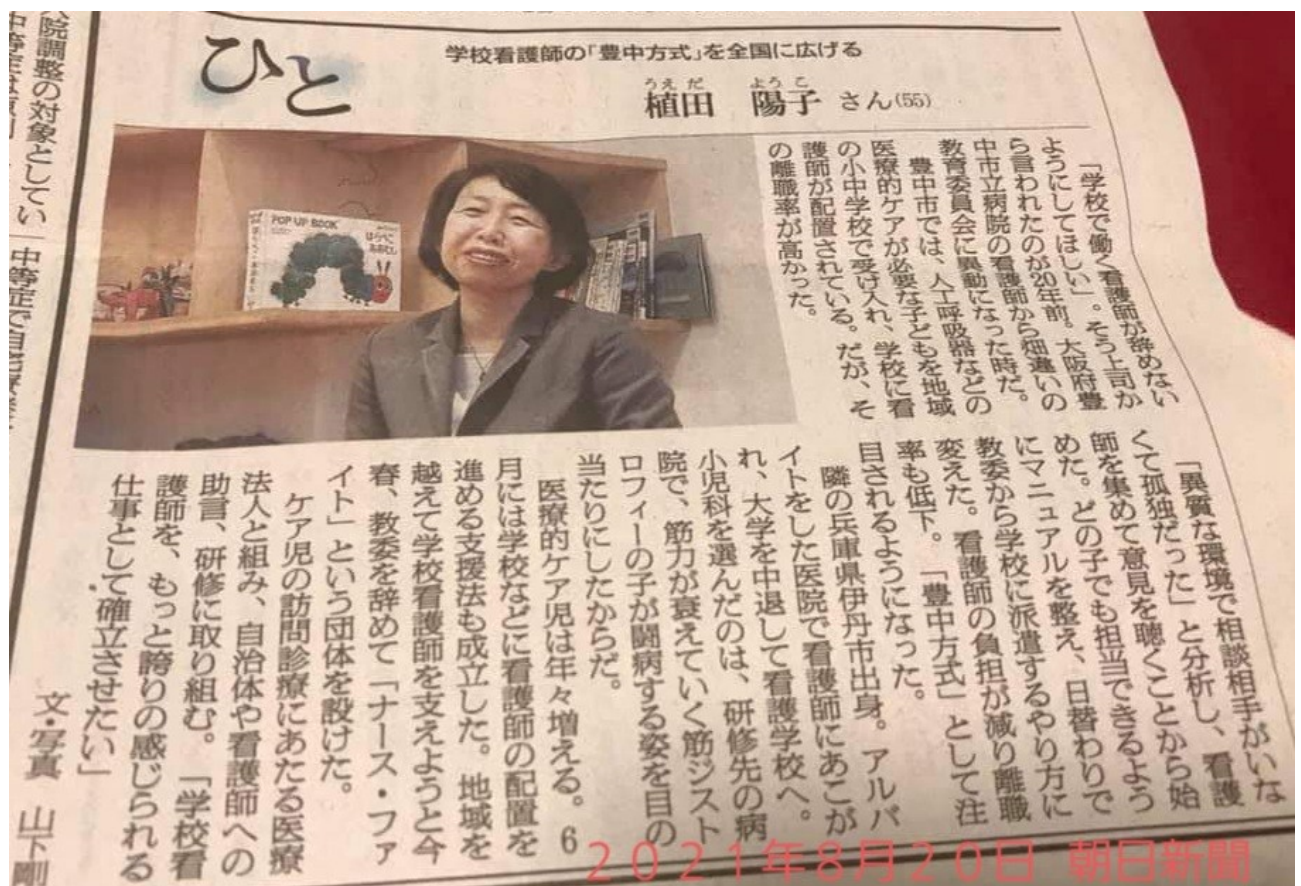 ひと
学校看護師の「豊中方式」を全国に広げる
うえだ ようこ
植田 陽子 さん(55)
「学校で働く看護師が辞めない
ようにしてほしい」。そう上司か
ら言われたのが20年前。大阪府豊
中市立病院の看護師から畑違いの
教育委員会に異動になった時だ。
豊中市では、人工呼吸器などの
医療的ケアが必要な子どもを地域
の小中学校で受け入れ、学校に看
護師が配置されている。だが、そ
の離職率が高かった。
POP UP BOOK
はらぺこ
あおむし
「異質な環境で相談相手がいな
くて孤独だった」と分析し、看護
師を集めて意見を聴くことから始
めた。どの子でも担当できるよう
にマニュアルを整え、日替わりで
教委から学校に派遣するやり方に
変えた。看護師の負担が減り離職
率も低下。「豊中方式」として注
目されるようになった。
隣の兵庫県伊丹市出身。アルバ
イトをした医院で看護師にあこが
れ、大学を中退して看護学校へ。
小児科を選んだのは、研修先の病
院で、筋力が衰えていく筋ジスト
ロフィーの子が闘病する姿を目の
当たりにしたからだ。
医療的ケア児は年々増える。6
月には学校などに看護師の配置を
進める支援法も成立した。地域を
越えて学校看護師を支えようと今
春、教委を辞めて「ナース・ファ
イト」という団体を設けた。
ケア児の訪問診療にあたる医療
法人と組み、自治体や看護師への
助言、研修に取り組む。「学校看
護師を、もっと誇りの感じられる
仕事として確立させたい」
文・写真 山下剛
院調整の対象としてい
中等症で自宅
2021年8月20日 朝日新聞